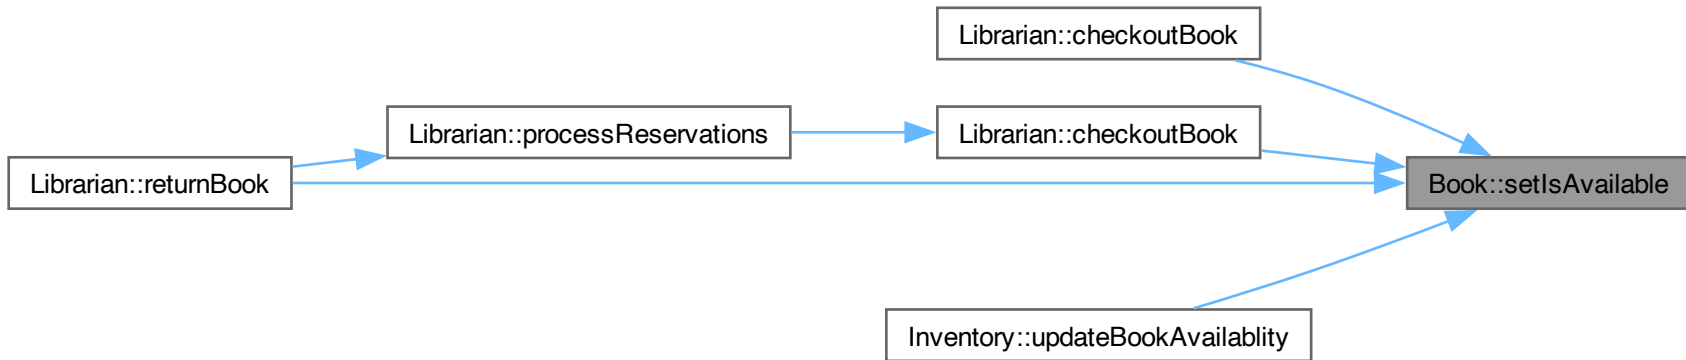 Librarian::checkoutBook
Librarian::processReservations
Librarian::checkoutBook
Librarian::returnBook
Book::setIsAvailable
Inventory::updateBookAvailablity